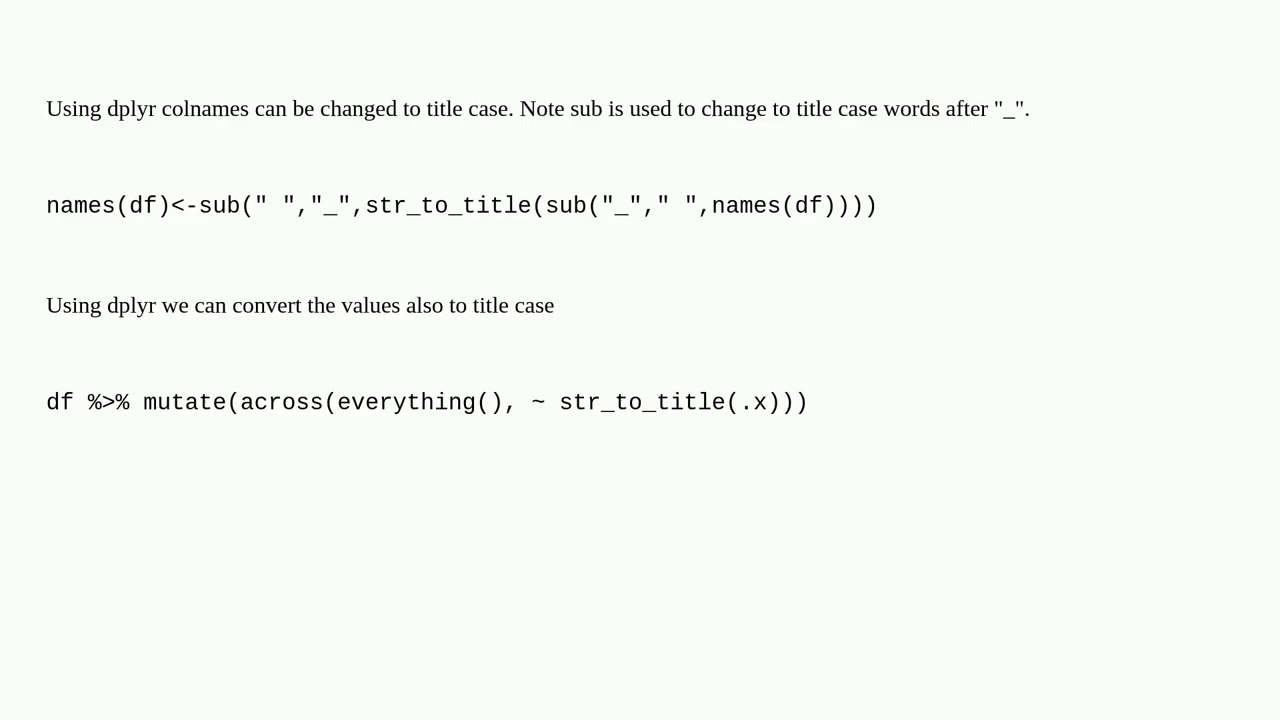 Using dplyr colnames can be changed to title case. Note sub is used to change to title case words after "_".
names(df)<-sub(" ","_",str_to_title(sub("_"," ",names(df))))
Using dplyr we can convert the values also to title case
df %>% mutate(across(everything(), ~ str_to_title(.x)))